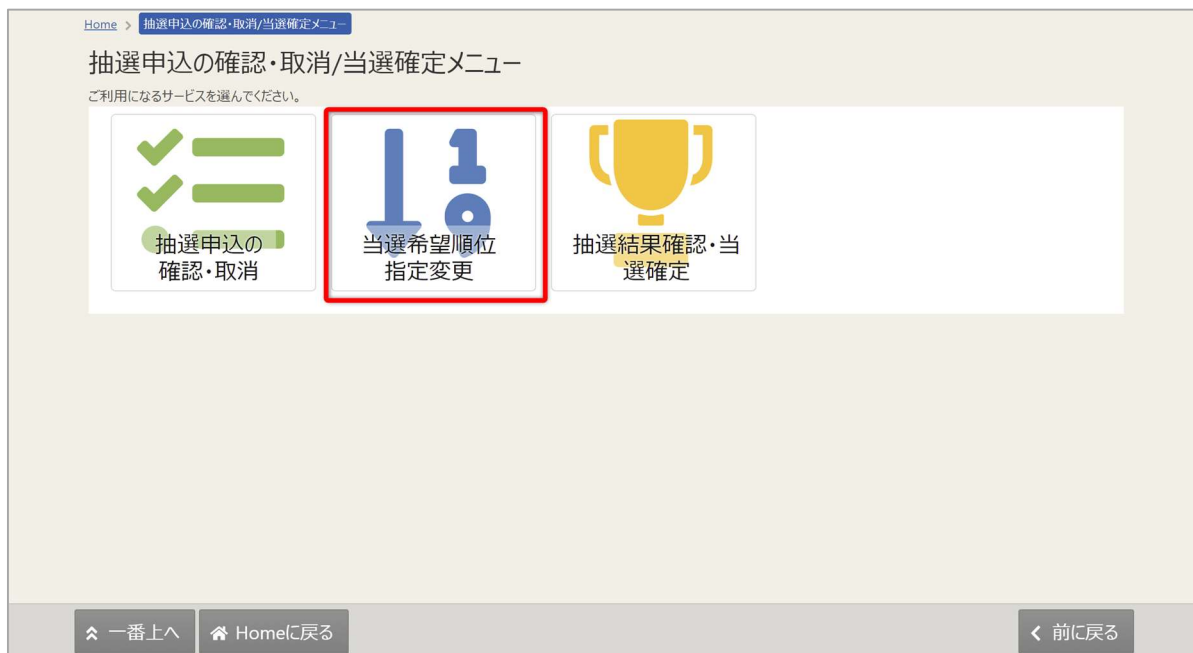 Home > 抽選申込の確認・取消/当選確定メニュー
抽選申込の確認・取消/当選確定メニュー
ご利用になるサービスを選んでください。
抽選申込の
確認・取消
当選希望順位
指定変更
抽選結果確認・当
選確定
一番上へ
Homeに戻る
前に戻る